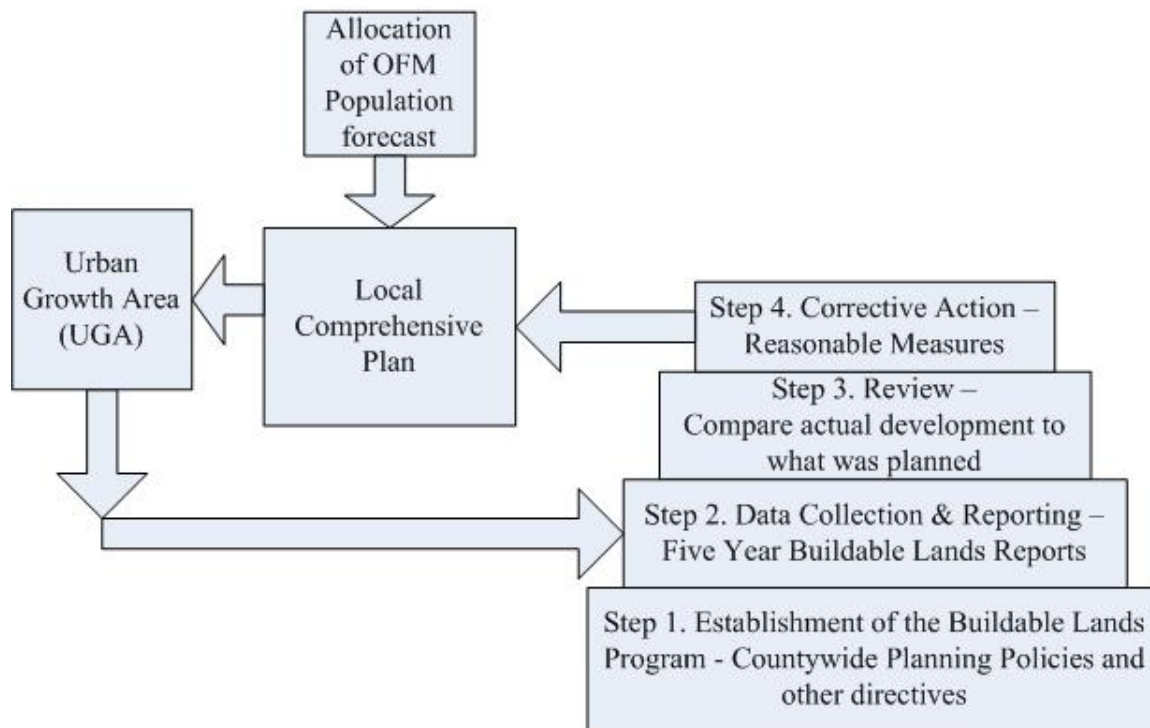 Allocation
of OFM
Population
forecast
Urban
Growth Area
(UGA)
Local
Comprehensive
Plan
Step 4. Corrective Action –
Reasonable Measures
Step 3. Review –
Compare actual development to
what was planned
Step 2. Data Collection & Reporting –
Five Year Buildable Lands Reports
Step 1. Establishment of the Buildable Lands
Program - Countywide Planning Policies and
other directives